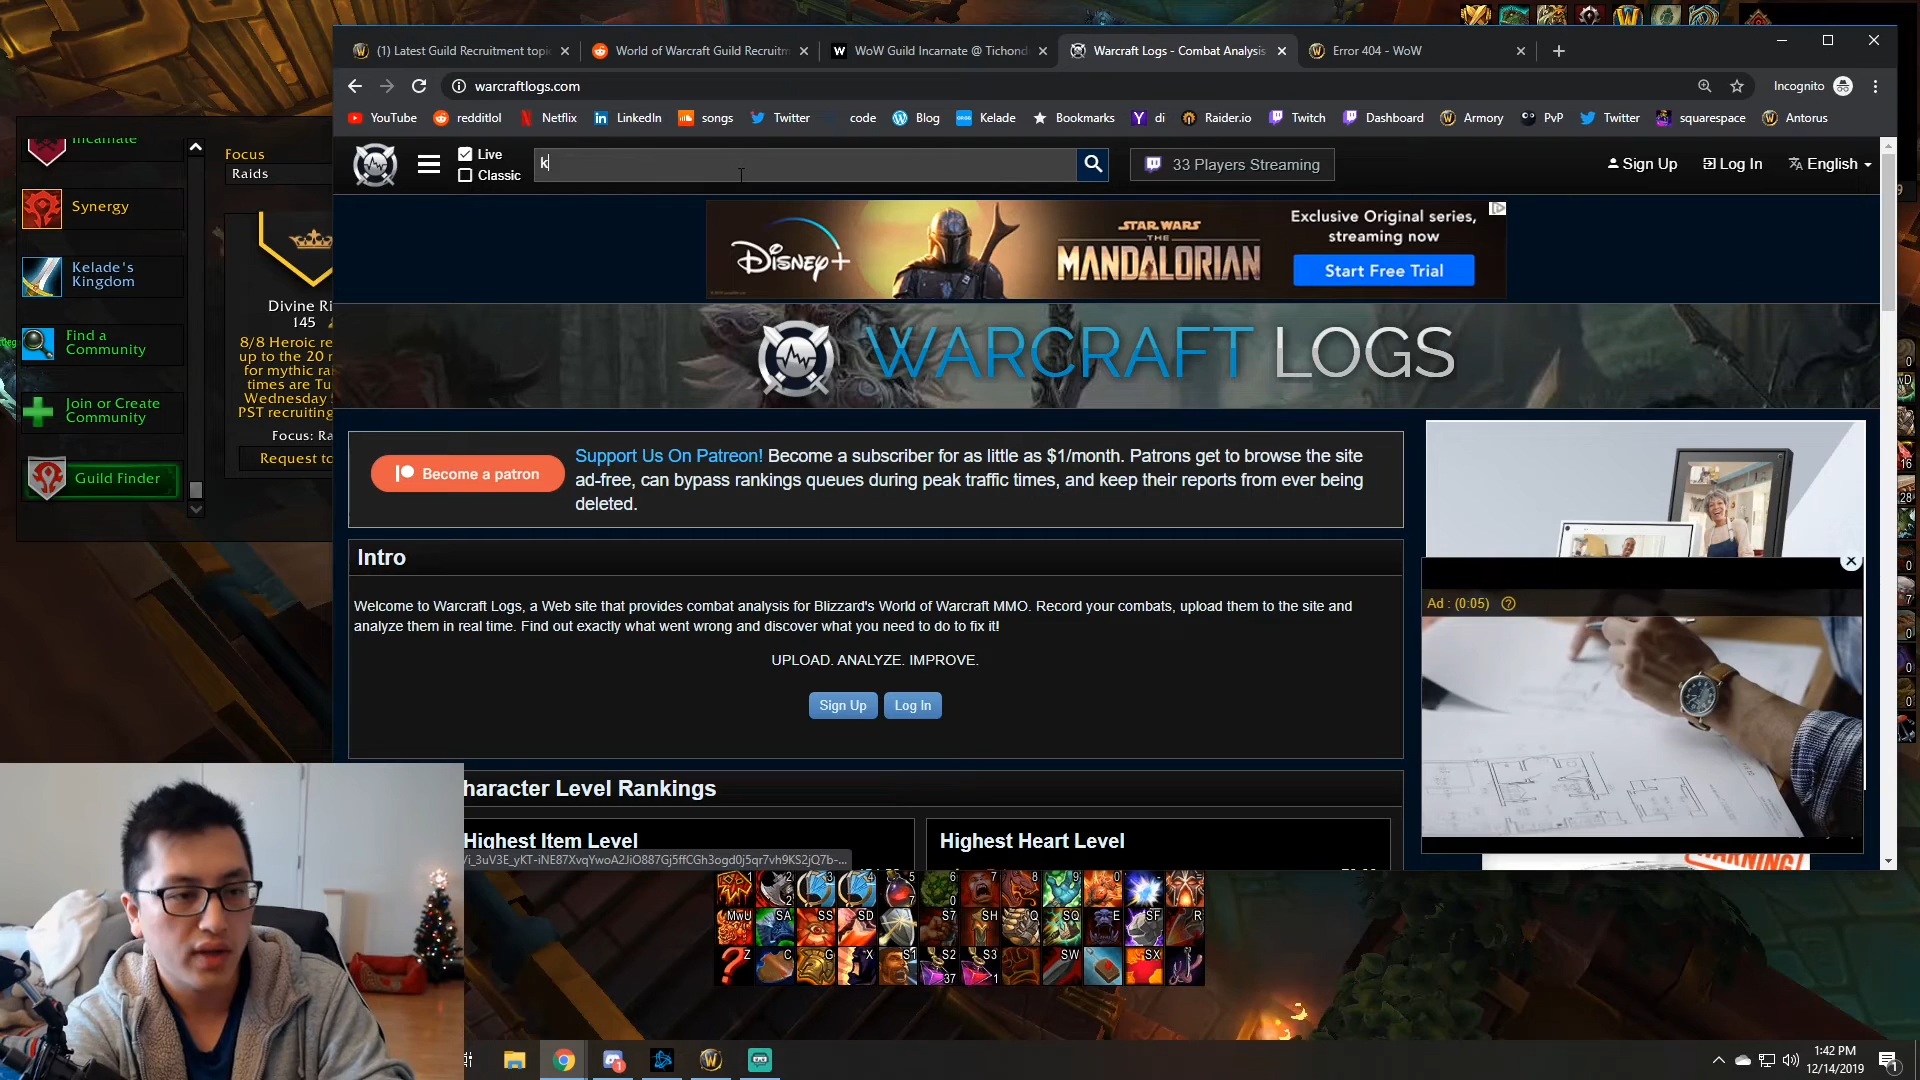 (1) Latest Guild Recruitment topi
World of Warcraft Guild Recruitm
WoW Guild Incarnate @ Tichond
Warcraft Logs - Combat Analysis
Error 404 - WoW
warcraftlogs.com
Incognito
YouTube
redditlol
Netflix
LinkedIn
songs
Twitter
code
Blog
Kelade
Bookmarks
di
Raider.io
Twitch
Dashboard
Armory
PvP
Twitter
squarespace
Antorus
Live
Classic
k
33 Players Streaming
Sign Up
Log In
English
Disney+
STAR WARS
THE
MANDALORIAN
Exclusive Original series,
streaming now
Start Free Trial
WARCRAFT LOGS
Become a patron
Support Us On Patreon! Become a subscriber for as little as $1/month. Patrons get to browse the site
ad-free, can bypass rankings queues during peak traffic times, and keep their reports from ever being
deleted.
Intro
Welcome to Warcraft Logs, a Web site that provides combat analysis for Blizzard's World of Warcraft MMO. Record your combats, upload them to the site and
analyze them in real time. Find out exactly what went wrong and discover what you need to do to fix it!
UPLOAD. ANALYZE. IMPROVE.
Sign Up
Log In
Ad : (0:05)
haracter Level Rankings
Highest Item Level
Highest Heart Level
Incarnate
Synergy
Kelade's
Kingdom
Find a
Community
Join or Create
Community
Guild Finder
Focus
Raids
Divine Ri
145
8/8 Heroic re
up to the 20 r
for mythic ra
times are Tu
Wednesday
PST recruiting
Focus: Ra
Request to
WARNING!
1:42 PM
12/14/2019